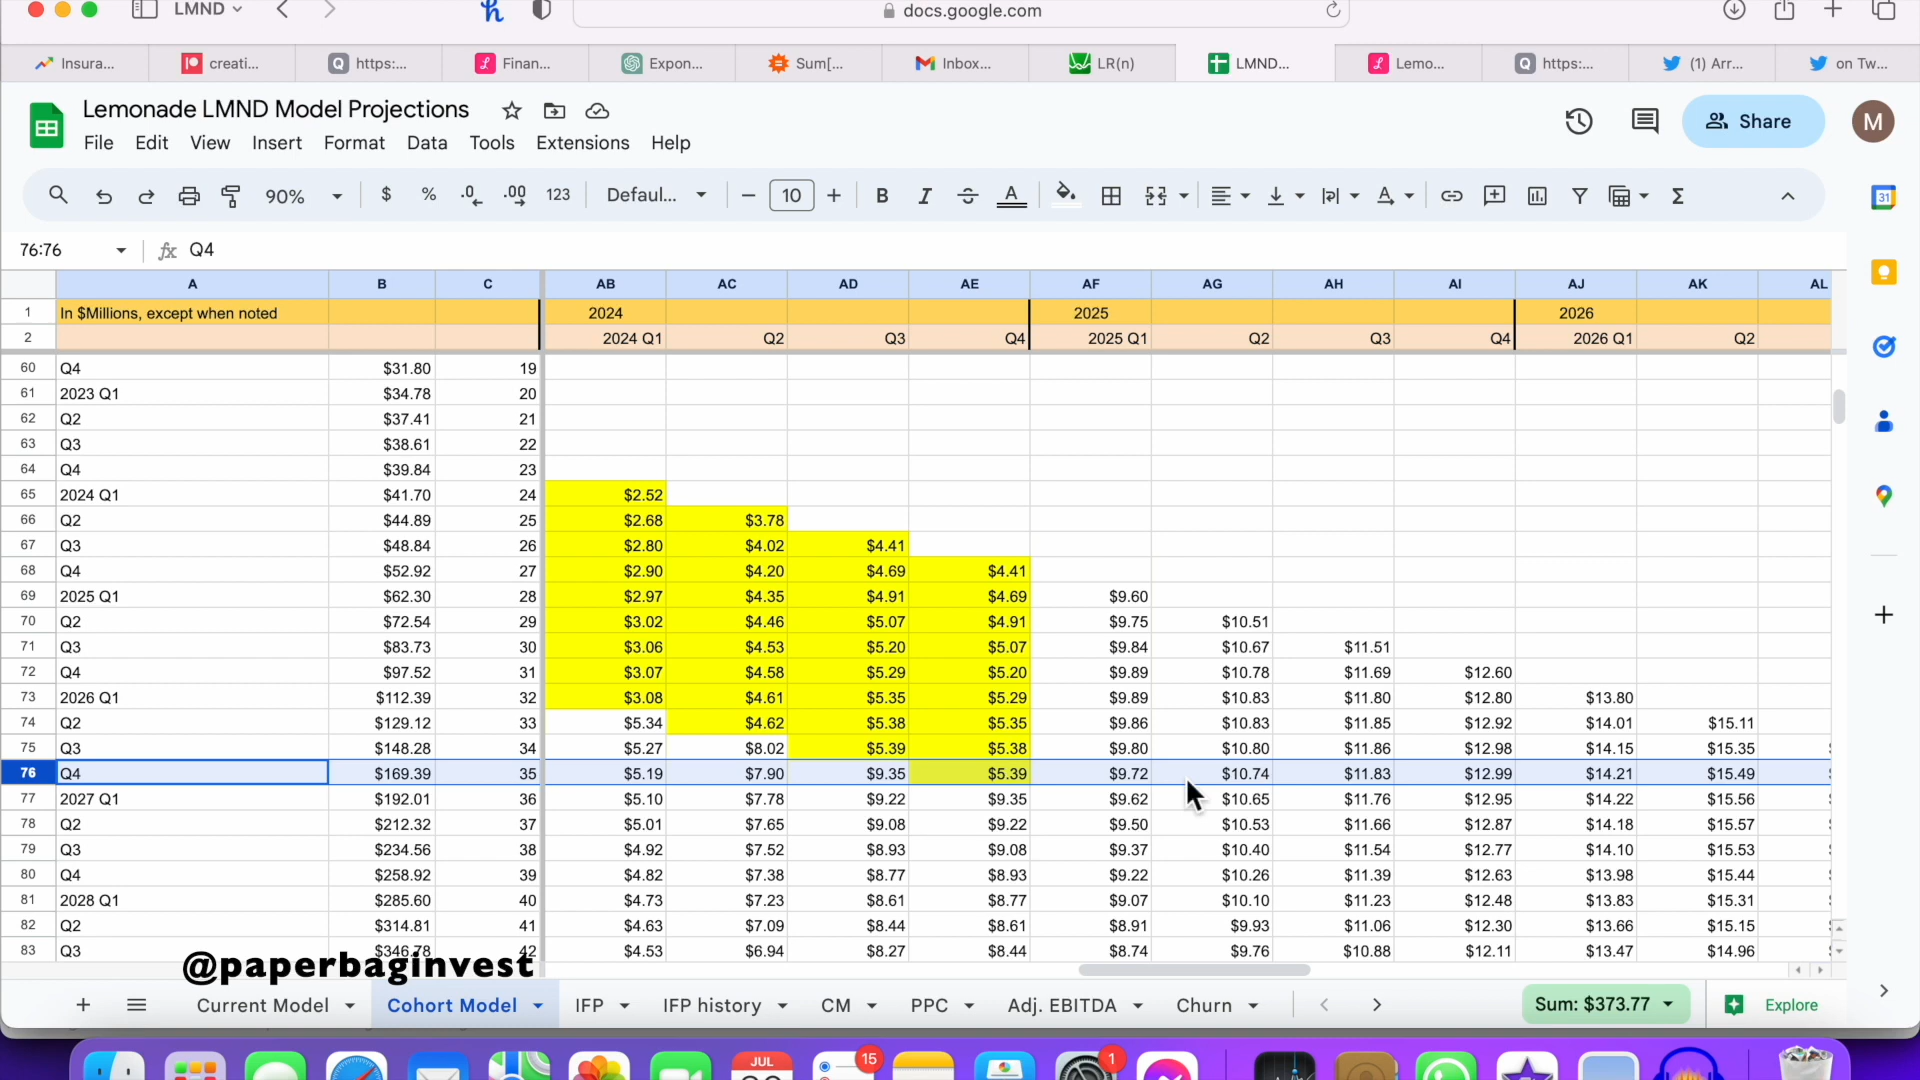 LMND
docs.google.com
Insura...
creati...
https:...
Finan...
Expon...
Sum[...
Inbox...
LR(n)
LMND...
Lemo...
https:...
(1) Arr...
on Tw...
Lemonade LMND Model Projections
Share
M
File Edit View Insert Format Data Tools Extensions Help
90% $ % .0 .00 123 Defaul... 10 B I A
31
76:76 fx Q4
A B C AB AC AD AE AF AG AH AI AJ AK AL
1 In $Millions, except when noted 2024 2025 2026
2 2024 Q1 Q2 Q3 Q4 2025 Q1 Q2 Q3 Q4 2026 Q1 Q2
60 Q4 $31.80 19
61 2023 Q1 $34.78 20
62 Q2 $37.41 21
63 Q3 $38.61 22
64 Q4 $39.84 23
65 2024 Q1 $41.70 24 $2.52
66 Q2 $44.89 25 $2.68 $3.78
67 Q3 $48.84 26 $2.80 $4.02 $4.41
68 Q4 $52.92 27 $2.90 $4.20 $4.69 $4.41
69 2025 Q1 $62.30 28 $2.97 $4.35 $4.91 $4.69 $9.60
70 Q2 $72.54 29 $3.02 $4.46 $5.07 $4.91 $9.75 $10.51
71 Q3 $83.73 30 $3.06 $4.53 $5.20 $5.07 $9.84 $10.67 $11.51
72 Q4 $97.52 31 $3.07 $4.58 $5.29 $5.20 $9.89 $10.78 $11.69 $12.60
73 2026 Q1 $112.39 32 $3.08 $4.61 $5.35 $5.29 $9.89 $10.83 $11.80 $12.80 $13.80
74 Q2 $129.12 33 $5.34 $4.62 $5.38 $5.35 $9.86 $10.83 $11.85 $12.92 $14.01 $15.11
75 Q3 $148.28 34 $5.27 $8.02 $5.39 $5.38 $9.80 $10.80 $11.86 $12.98 $14.15 $15.35
76 Q4 $169.39 35 $5.19 $7.90 $9.35 $5.39 $9.72 $10.74 $11.83 $12.99 $14.21 $15.49
77 2027 Q1 $192.01 36 $5.10 $7.78 $9.22 $9.35 $9.62 $10.65 $11.76 $12.95 $14.22 $15.56
78 Q2 $212.32 37 $5.01 $7.65 $9.08 $9.22 $9.50 $10.53 $11.66 $12.87 $14.18 $15.57
79 Q3 $234.56 38 $4.92 $7.52 $8.93 $9.08 $9.37 $10.40 $11.54 $12.77 $14.10 $15.53
80 Q4 $258.92 39 $4.82 $7.38 $8.77 $8.93 $9.22 $10.26 $11.39 $12.63 $13.98 $15.44
81 2028 Q1 $285.60 40 $4.73 $7.23 $8.61 $8.77 $9.07 $10.10 $11.23 $12.48 $13.83 $15.31
82 Q2 $314.81 41 $4.63 $7.09 $8.44 $8.61 $8.91 $9.93 $11.06 $12.30 $13.66 $15.15
83 Q3 $346.78 42 $4.53 $6.94 $8.27 $8.44 $8.74 $9.76 $10.88 $12.11 $13.47 $14.96
@paperbaginvest
Current Model Cohort Model IFP IFP history CM PPC Adj. EBITDA Churn Sum: $373.77 Explore
JUL
15
1